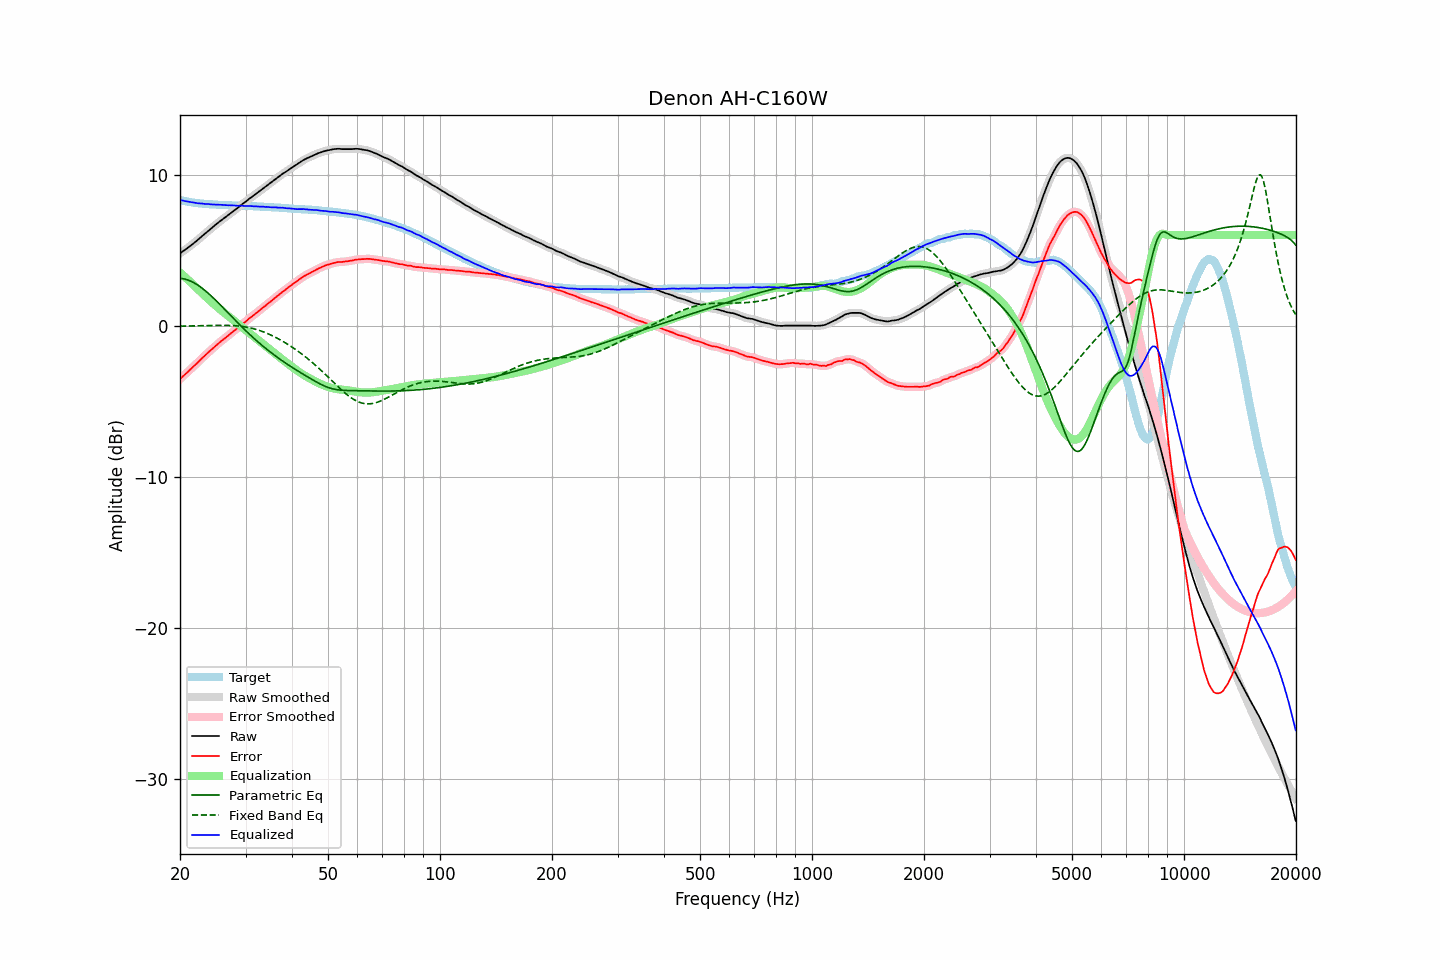 Denon AH-C160W
Amplitude (dBr)
10
0
−10
−20
−30
Target
Raw Smoothed
Error Smoothed
Raw
Error
Equalization
Parametric Eq
Fixed Band Eq
Equalized
20 50 100 200 500 1000 2000 5000 10000 20000
Frequency (Hz)